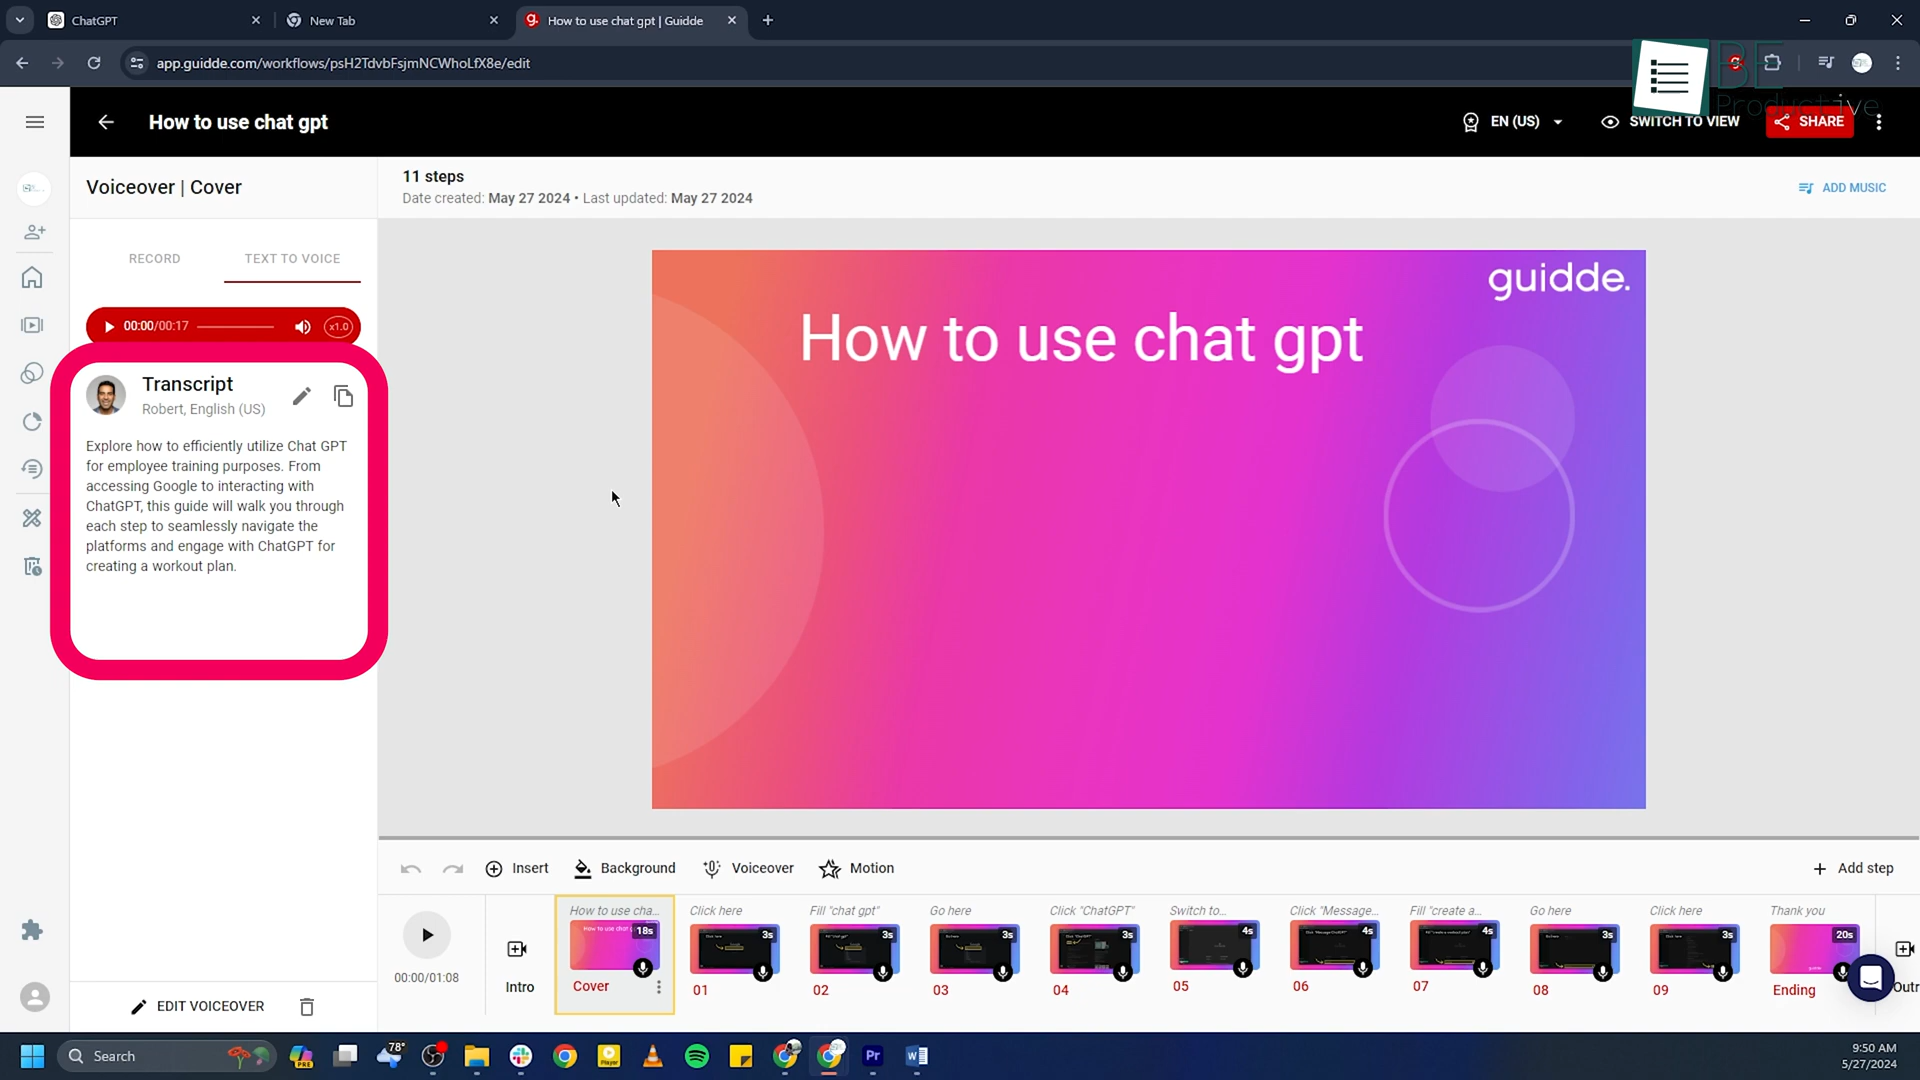 ChatGPT
New Tab
How to use chat gpt | Guidde
app.guidde.com/workflows/psH2TdvbFsjmNCWhoLfX8e/edit
BE
Productive
How to use chat gpt
EN (US)
SWITCH TO VIEW
SHARE
Voiceover | Cover
11 steps
Date created: May 27 2024 • Last updated: May 27 2024
ADD MUSIC
RECORD
TEXT TO VOICE
00:00/00:17
x1.0
Transcript
Robert, English (US)
Explore how to efficiently utilize Chat GPT
for employee training purposes. From
accessing Google to interacting with
ChatGPT, this guide will walk you through
each step to seamlessly navigate the
platforms and engage with ChatGPT for
creating a workout plan.
guidde.
How to use chat gpt
Insert
Background
Voiceover
Motion
Add step
00:00/01:08
Intro
How to use cha...
18s
Cover
Click here
3s
01
Fill "chat gpt"
3s
02
Go here
3s
03
Click "ChatGPT"
3s
04
Switch to...
4s
05
Click "Message...
4s
06
Fill "create a...
4s
07
Go here
3s
08
Click here
3s
09
Thank you
20s
Ending
Outr
EDIT VOICEOVER
Search
PRE
78°
Pr
9:50 AM
5/27/2024